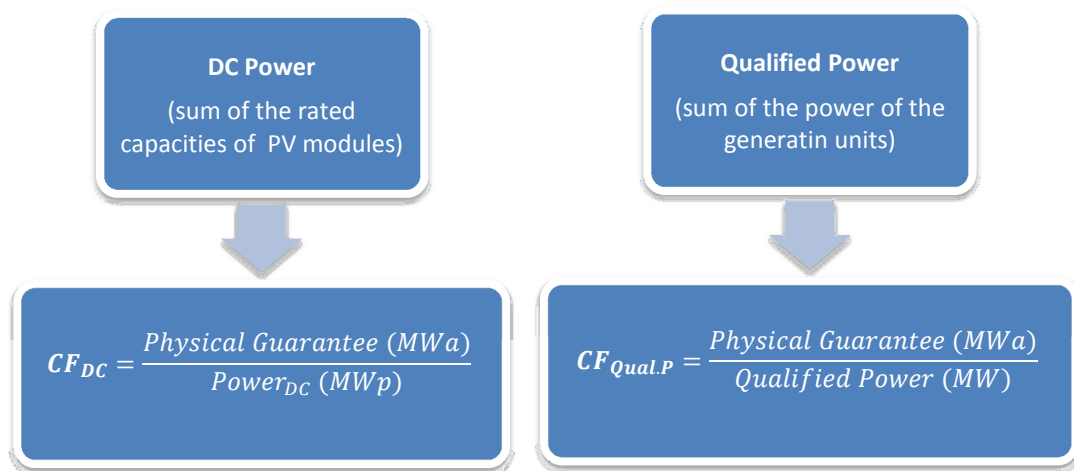 DC Power
(sum of the rated
capacities of PV modules)
Qualified Power
(sum of the power of the
generatin units)
CF_DC = Physical Guarantee (MWa) / Power_DC (MWp)
CF_Qual.P = Physical Guarantee (MWa) / Qualified Power (MW)